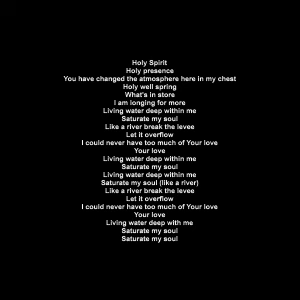 Holy Spirit
Holy presence
You have changed the atmosphere here in my chest
Holy well spring
What's in store
I am longing for more
Living water deep within me
Saturate my soul
Like a river break the levee
Let it overflow
I could never have too much of Your love
Your love
Living water deep within me
Saturate my soul
Living water deep within me
Saturate my soul (like a river)
Like a river break the levee
Let it overflow
I could never have too much of Your love
Your love
Living water deep with me
Saturate my soul
Saturate my soul